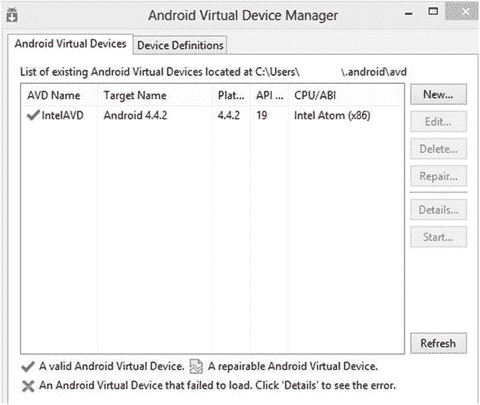 Android Virtual Device Manager
Android Virtual Devices Device Definitions
List of existing Android Virtual Devices located at C:\Users\ \.android\avd
AVD Name Target Name Plat... API ... CPU/ABI New...
IntelAVD Android 4.4.2 4.4.2 19 Intel Atom (x86)
Edit...
Delete...
Repair...
Details...
Start...
Refresh
A valid Android Virtual Device. A repairable Android Virtual Device.
An Android Virtual Device that failed to load. Click 'Details' to see the error.